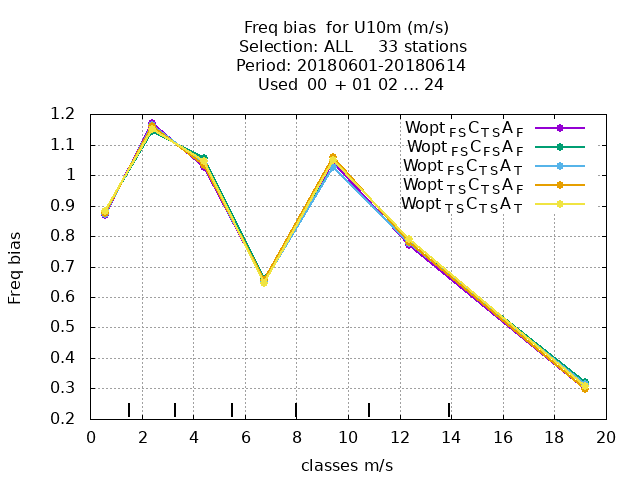 Freq bias for U10m (m/s)
Selection: ALL 33 stations
Period: 20180601-20180614
Used 00 + 01 02 ... 24
Wopt FS C TS A F
Wopt FS C FS A F
Wopt FS C TS A T
Wopt TS C TS A F
Wopt TS C TS A T
1.2
1.1
1
0.9
0.8
0.7
0.6
0.5
0.4
0.3
0.2
Freq bias
0 2 4 6 8 10 12 14 16 18 20
classes m/s